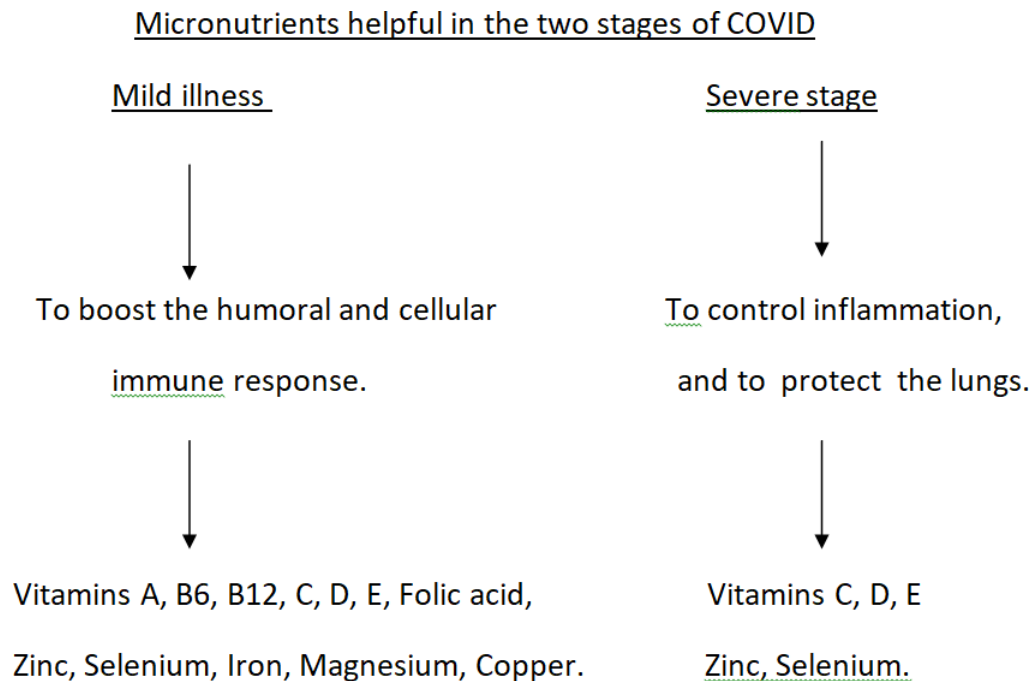 Micronutrients helpful in the two stages of COVID
Mild illness
Severe stage
To boost the humoral and cellular
immune response.
To control inflammation,
and to protect the lungs.
Vitamins A, B6, B12, C, D, E, Folic acid,
Zinc, Selenium, Iron, Magnesium, Copper.
Vitamins C, D, E
Zinc, Selenium.